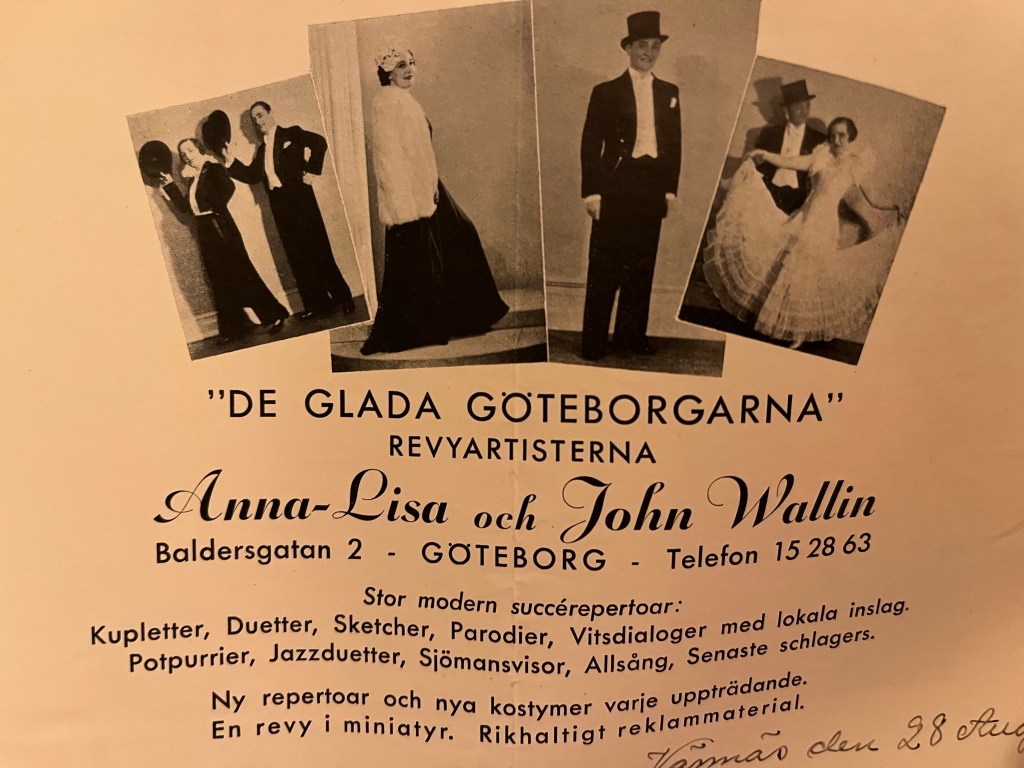 ”DE GLADA GÖTEBORGARNA”
REVYARTISTERNA
Anna-Lisa och John Wallin
Baldersgatan 2 - GÖTEBORG - Telefon 15 28 63
Stor modern succérepertoar:
Kupletter, Duetter, Sketcher, Parodier, Vitsdialoger med lokala inslag.
Potpurrier, Jazzduetter, Sjömansvisor, Allsång, Senaste schlagers.
Ny repertoar och nya kostymer varje uppträdande.
En revy i miniatyr. Rikhaltigt reklammaterial.
Vännäs den 28 Aug